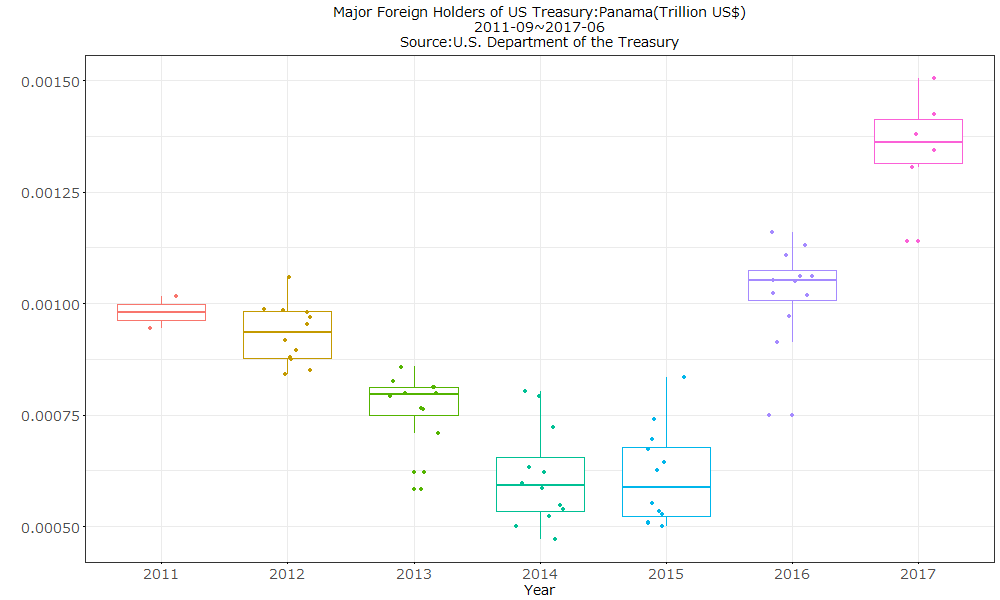 Major Foreign Holders of US Treasury:Panama(Trillion US$)
2011-09~2017-06
Source:U.S. Department of the Treasury
0.00150
0.00125
0.00100
0.00075
0.00050
2011 2012 2013 2014 2015 2016 2017
Year